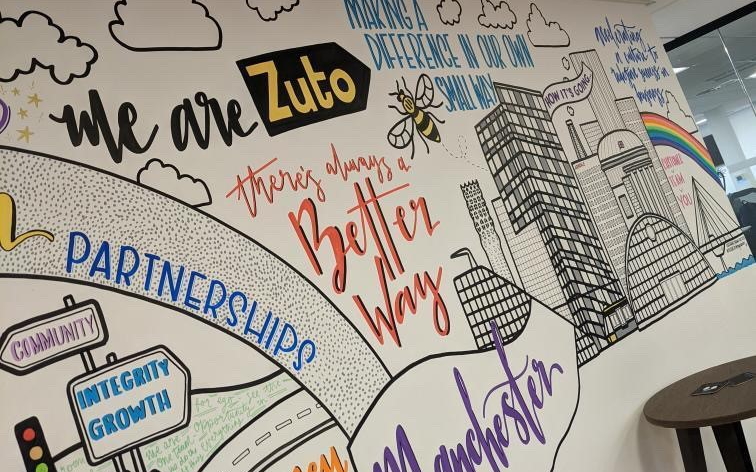 MAKING A
DIFFERENCE IN OUR OWN
SMALL WAY
We are
Zuto
there's always a
Better
Way
HOW IT'S GOING
PARTNERSHIPS
COMMUNITY
INTEGRITY
GROWTH
Manchester